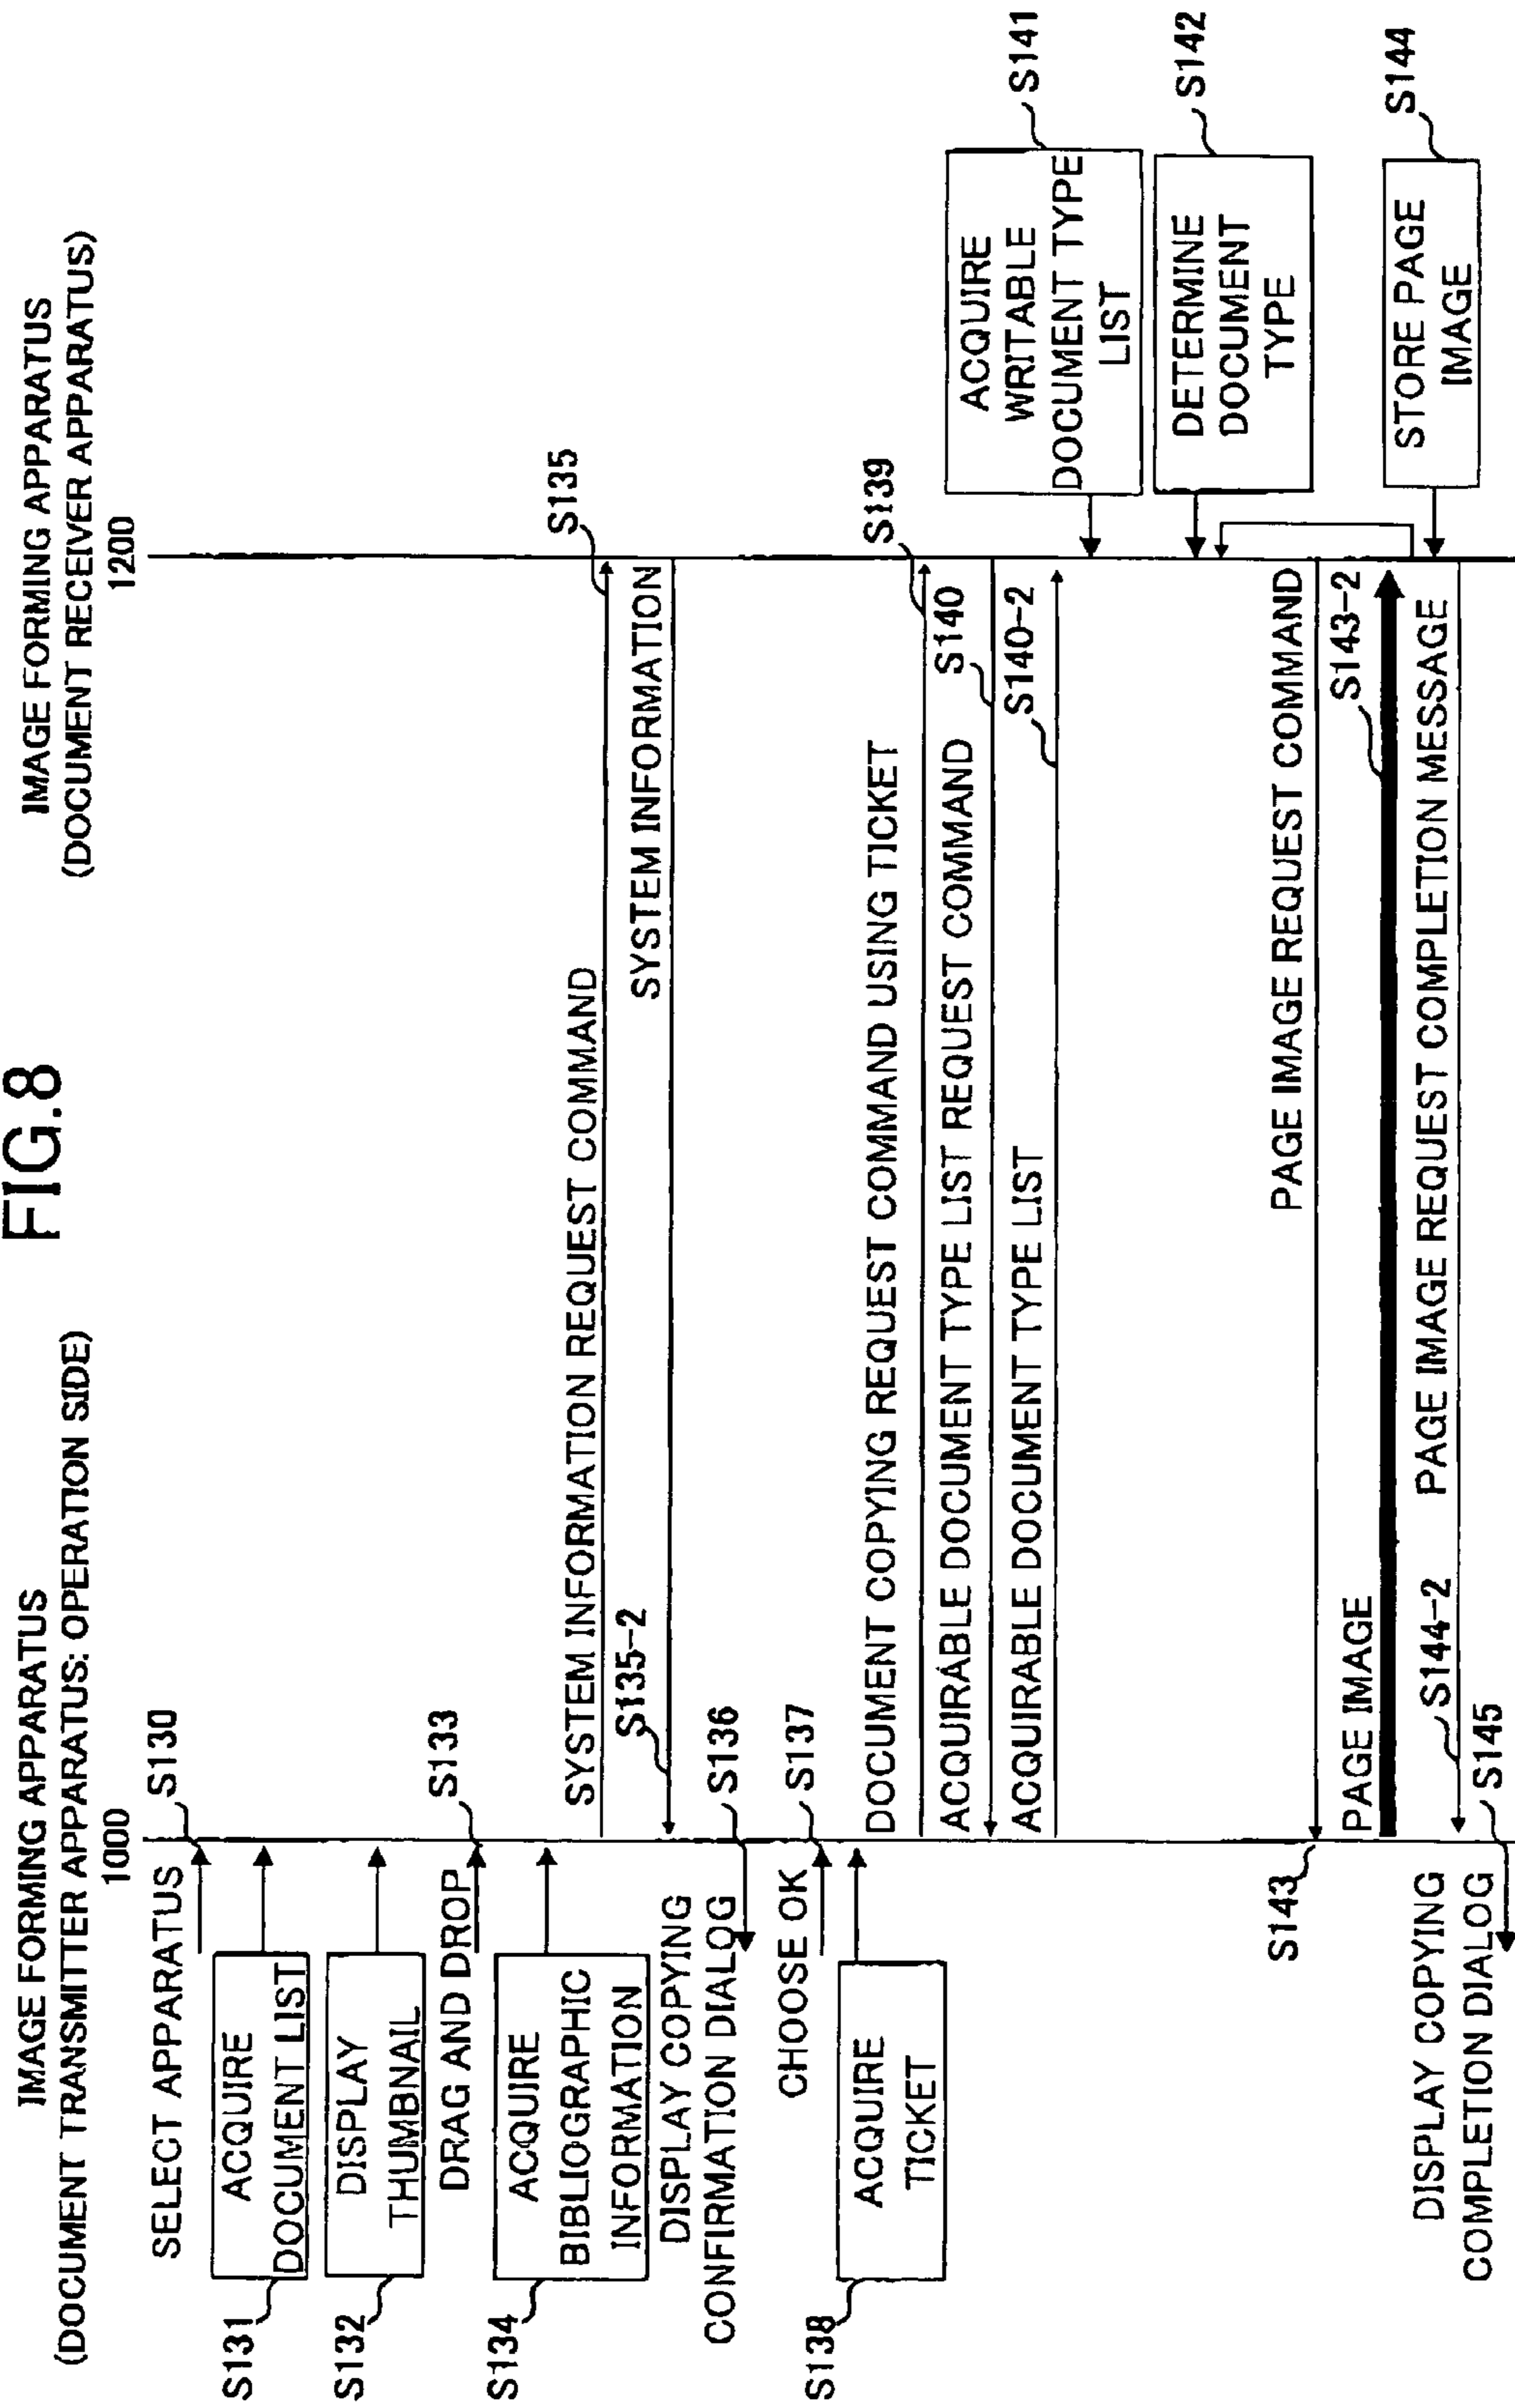 FIG.8
IMAGE FORMING APPARATUS
(DOCUMENT TRANSMITTER APPARATUS: OPERATION SIDE)
1000
IMAGE FORMING APPARATUS
(DOCUMENT RECEIVER APPARATUS)
1200
SELECT APPARATUS
S130
S131
ACQUIRE
DOCUMENT LIST
S132
DISPLAY
THUMBNAIL
DRAG AND DROP
S133
S134
ACQUIRE
BIBLIOGRAPHIC
INFORMATION
SYSTEM INFORMATION REQUEST COMMAND
S135
S135-2
SYSTEM INFORMATION
DISPLAY COPYING
CONFIRMATION DIALOG
S136
CHOOSE OK
S137
S138
ACQUIRE
TICKET
DOCUMENT COPYING REQUEST COMMAND USING TICKET
S139
ACQUIRABLE DOCUMENT TYPE LIST REQUEST COMMAND
S140
ACQUIRABLE DOCUMENT TYPE LIST
S140-2
ACQUIRE
WRITABLE
DOCUMENT TYPE
LIST
S141
DETERMINE
DOCUMENT
TYPE
S142
PAGE IMAGE REQUEST COMMAND
S143
PAGE IMAGE
S143-2
STORE PAGE
IMAGE
S144
S144-2
PAGE IMAGE REQUEST COMPLETION MESSAGE
DISPLAY COPYING
COMPLETION DIALOG
S145